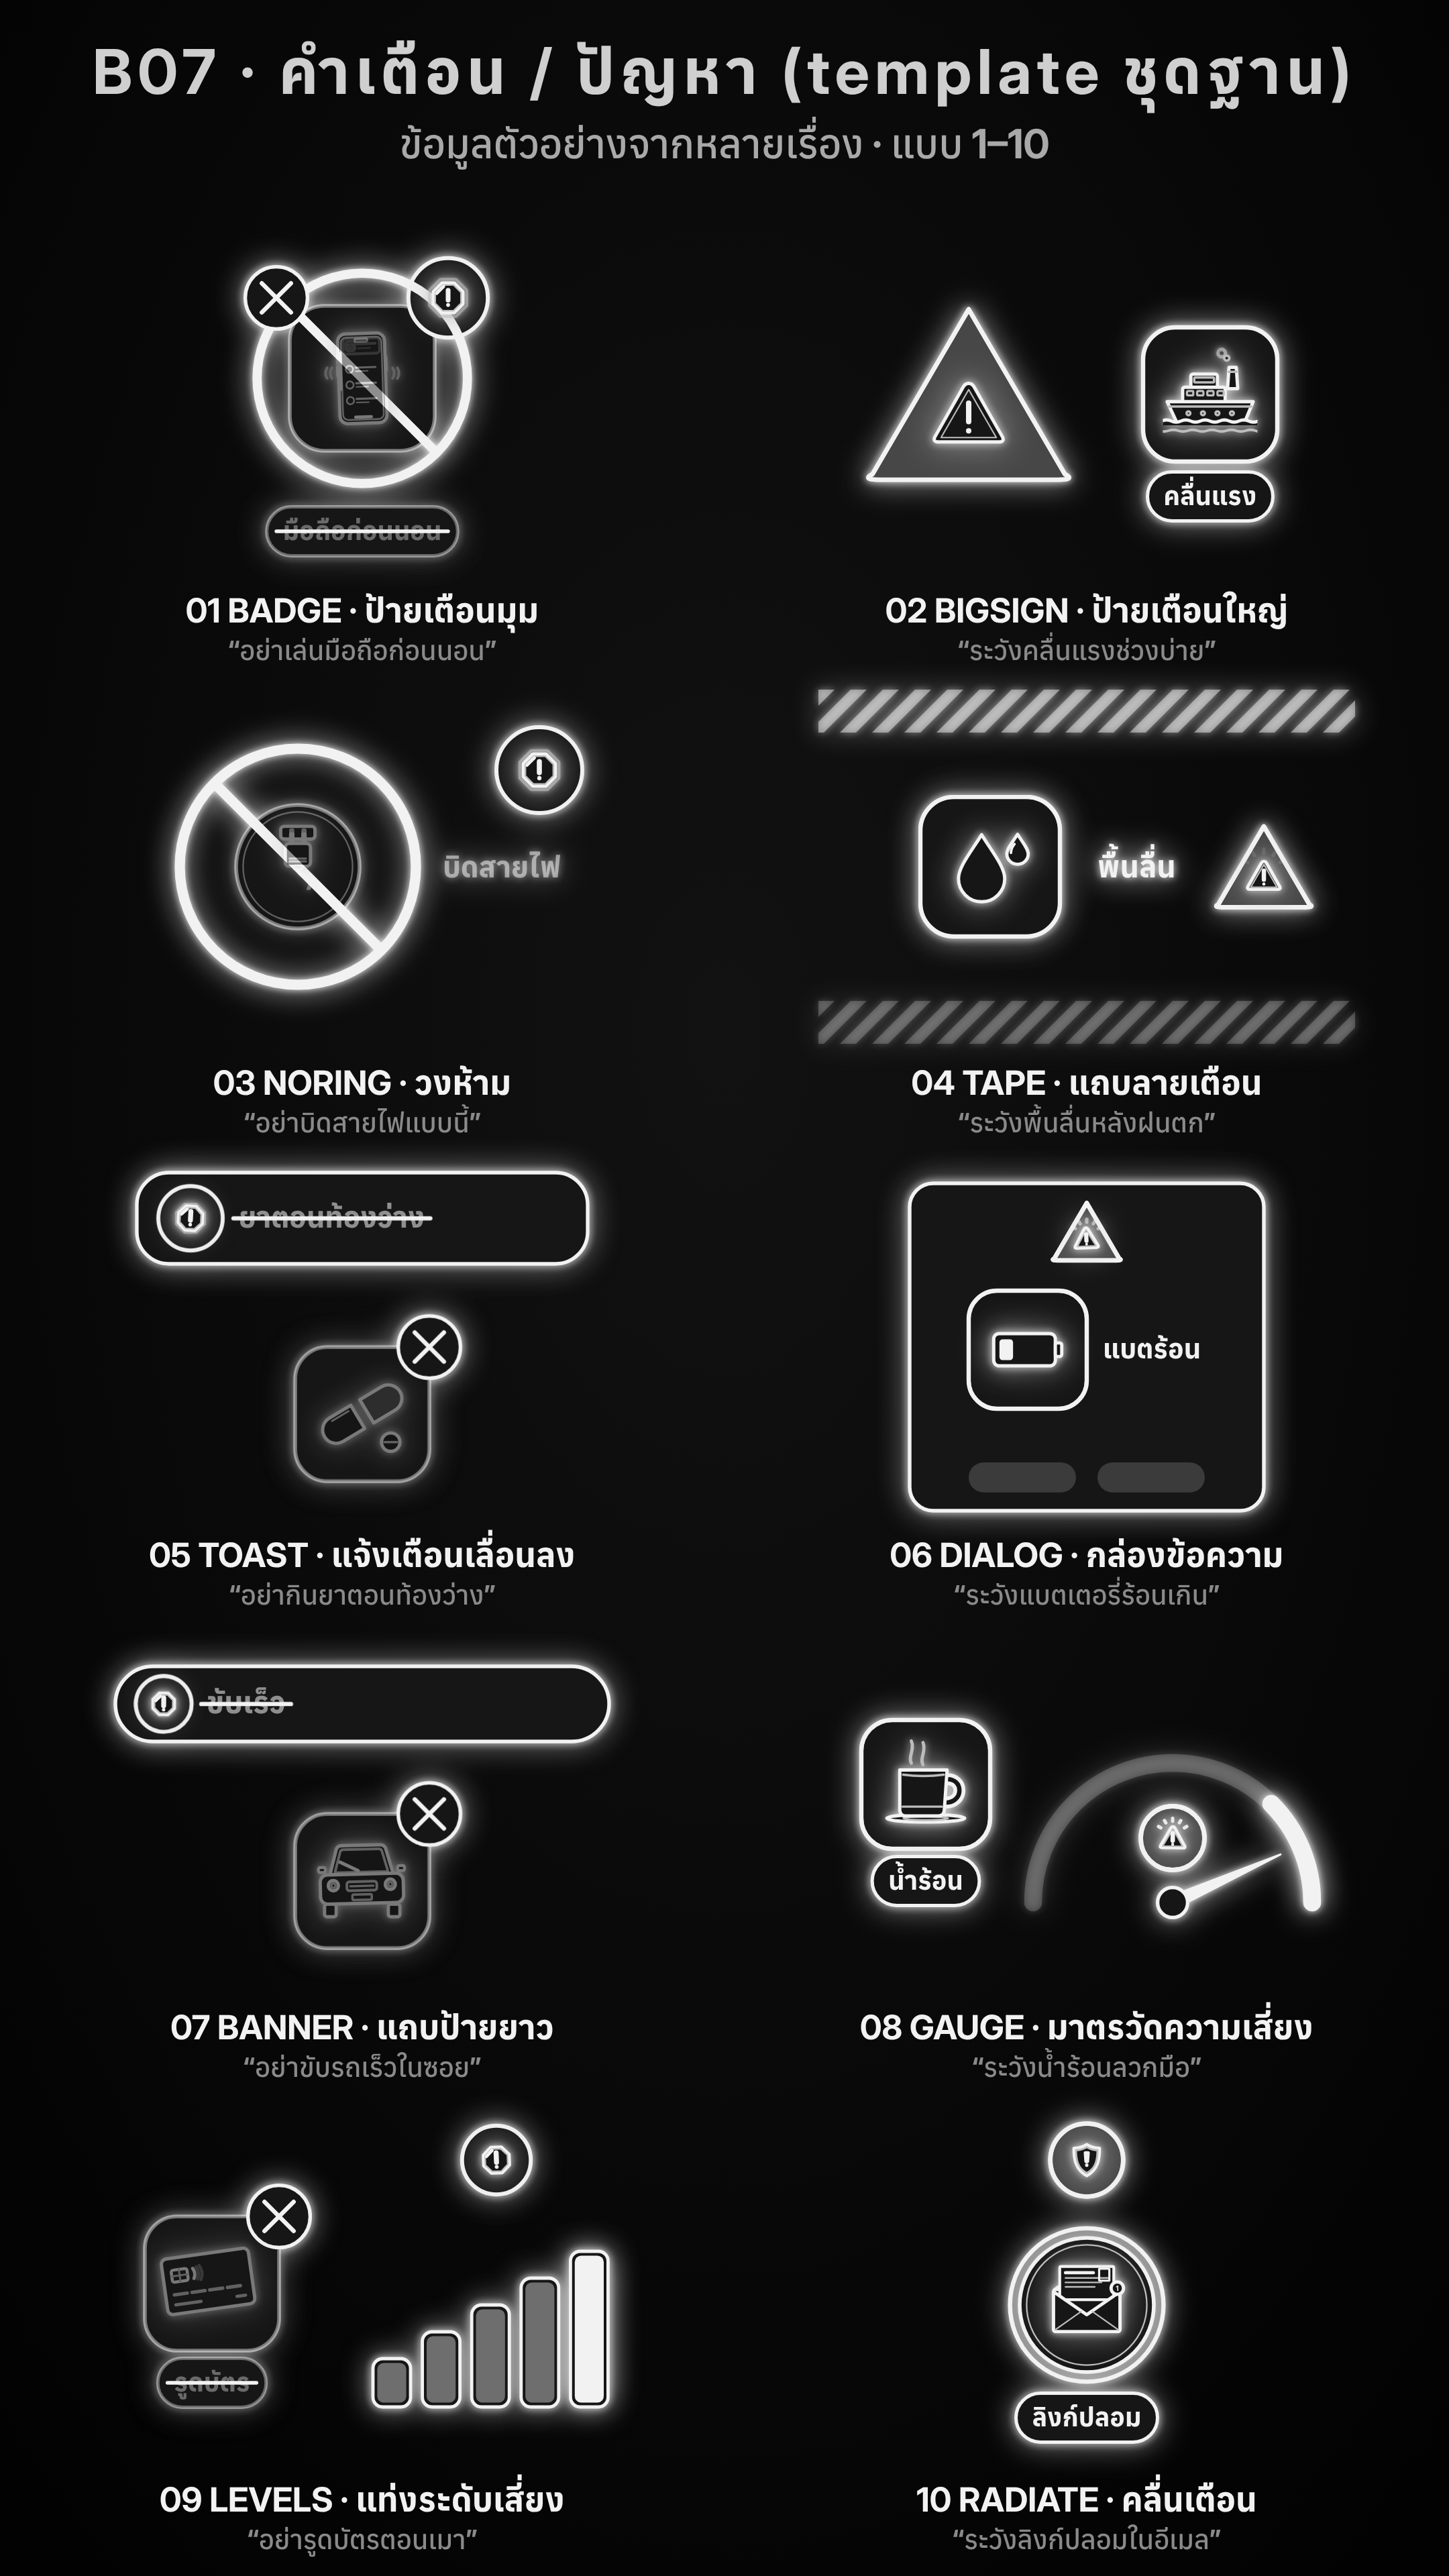 B07 · คำเตือน / ปัญหา (template ชุดฐาน)
ข้อมูลตัวอย่างจากหลายเรื่อง · แบบ 1–10
มือถือก่อนนอน
คลื่นแรง
01 BADGE · ป้ายเตือนมุม
“อย่าเล่นมือถือก่อนนอน”
02 BIGSIGN · ป้ายเตือนใหญ่
“ระวังคลื่นแรงช่วงบ่าย”
บิดสายไฟ
พื้นลื่น
03 NORING · วงห้าม
“อย่าบิดสายไฟแบบนี้”
04 TAPE · แถบลายเตือน
“ระวังพื้นลื่นหลังฝนตก”
ยาตอนท้องว่าง
แบตร้อน
05 TOAST · แจ้งเตือนเลื่อนลง
“อย่ากินยาตอนท้องว่าง”
06 DIALOG · กล่องข้อความ
“ระวังแบตเตอรี่ร้อนเกิน”
ขับเร็ว
น้ำร้อน
07 BANNER · แถบป้ายยาว
“อย่าขับรถเร็วในซอย”
08 GAUGE · มาตรวัดความเสี่ยง
“ระวังน้ำร้อนลวกมือ”
รูดบัตร
ลิงก์ปลอม
09 LEVELS · แท่งระดับเสี่ยง
“อย่ารูดบัตรตอนเมา”
10 RADIATE · คลื่นเตือน
“ระวังลิงก์ปลอมในอีเมล”